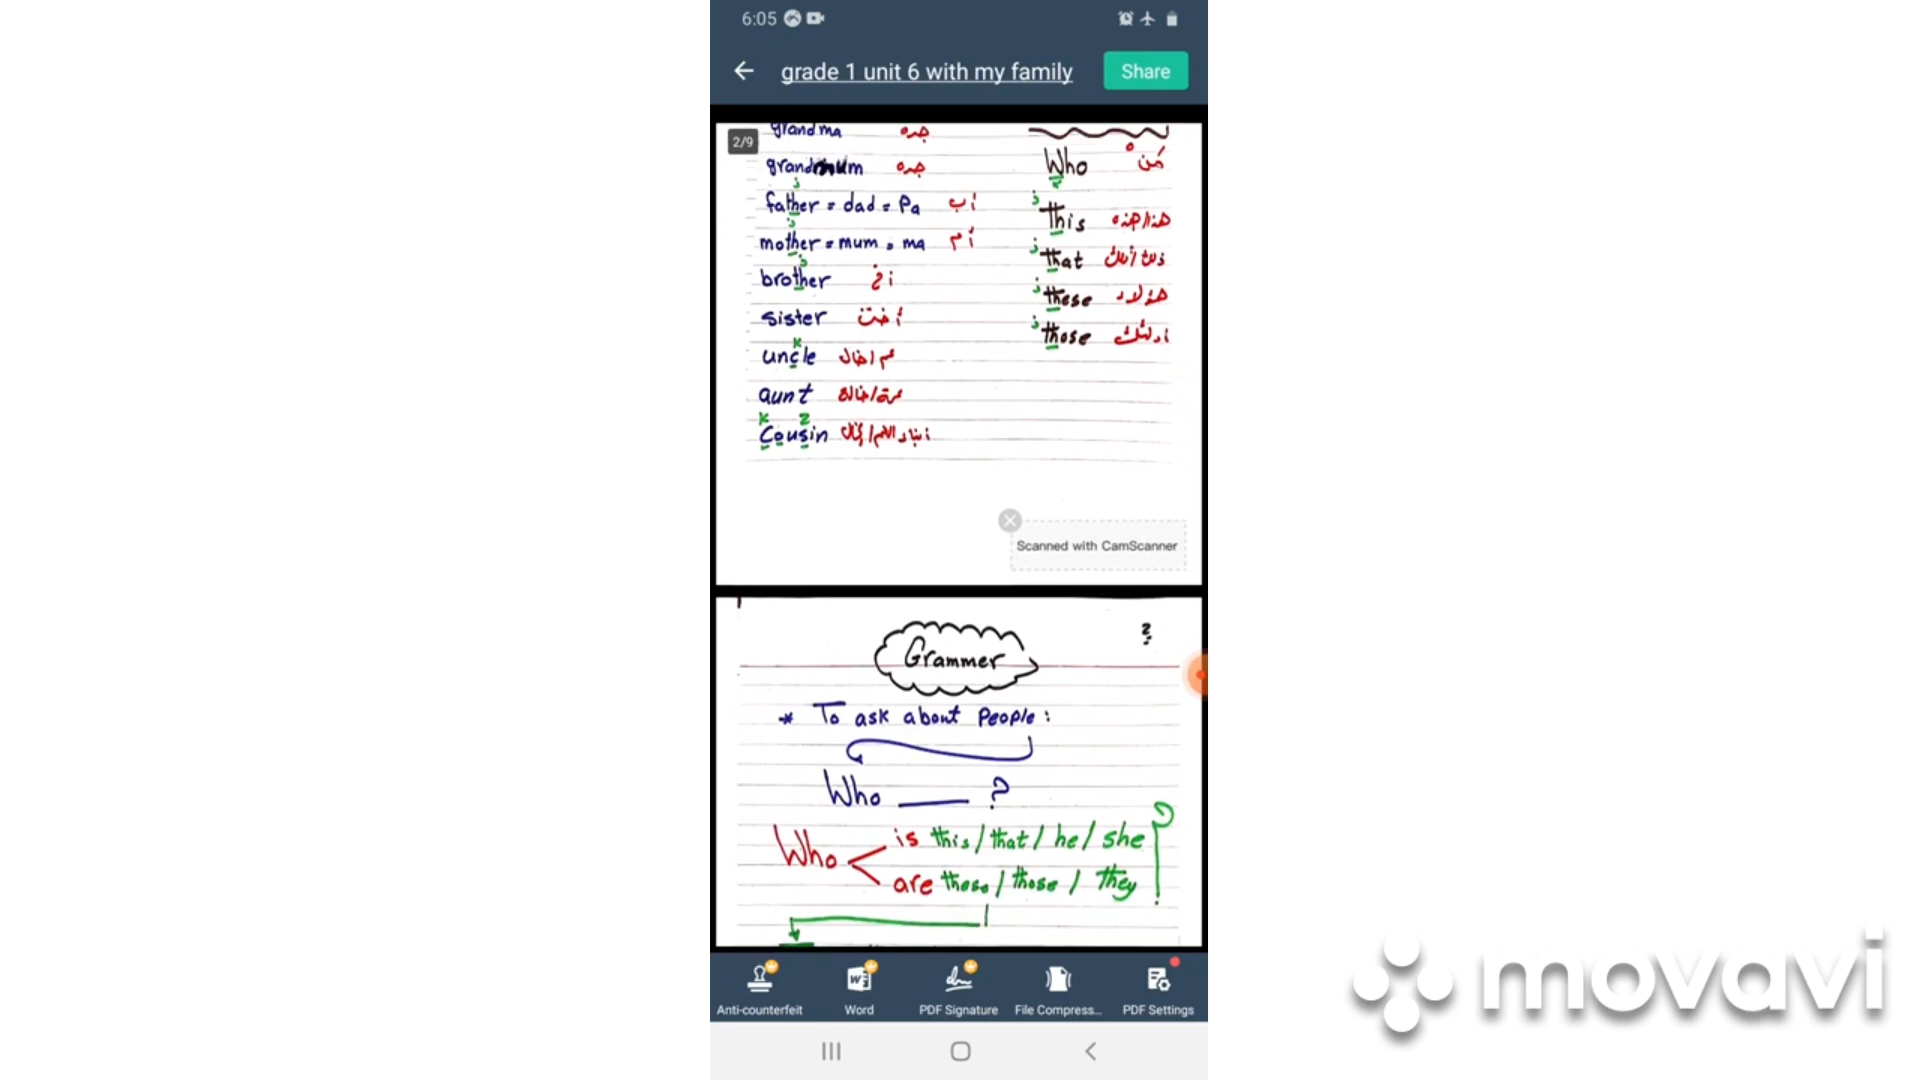 6:05
grade 1 unit 6 with my family
Share
2/9
grandma جده
grandmum جده
ذ
father = dad = Pa أب
ذ
mother = mum = ma أم
ذ
brother أخ
sister أخت
k
uncle عم / خال
aunt عمة / خالة
k z
Cousin
Who مَنْ
ذ
this هذا / هذه
ذ
that
ذ
these هؤلاء
ذ
those أولئك
Scanned with CamScanner
2
Grammer
* To ask about People:
Who ____ ?
Who
is this / that / he / she
are these / those / they
?
Anti-counterfeit
Word
PDF Signature
File Compress...
PDF Settings
movavi